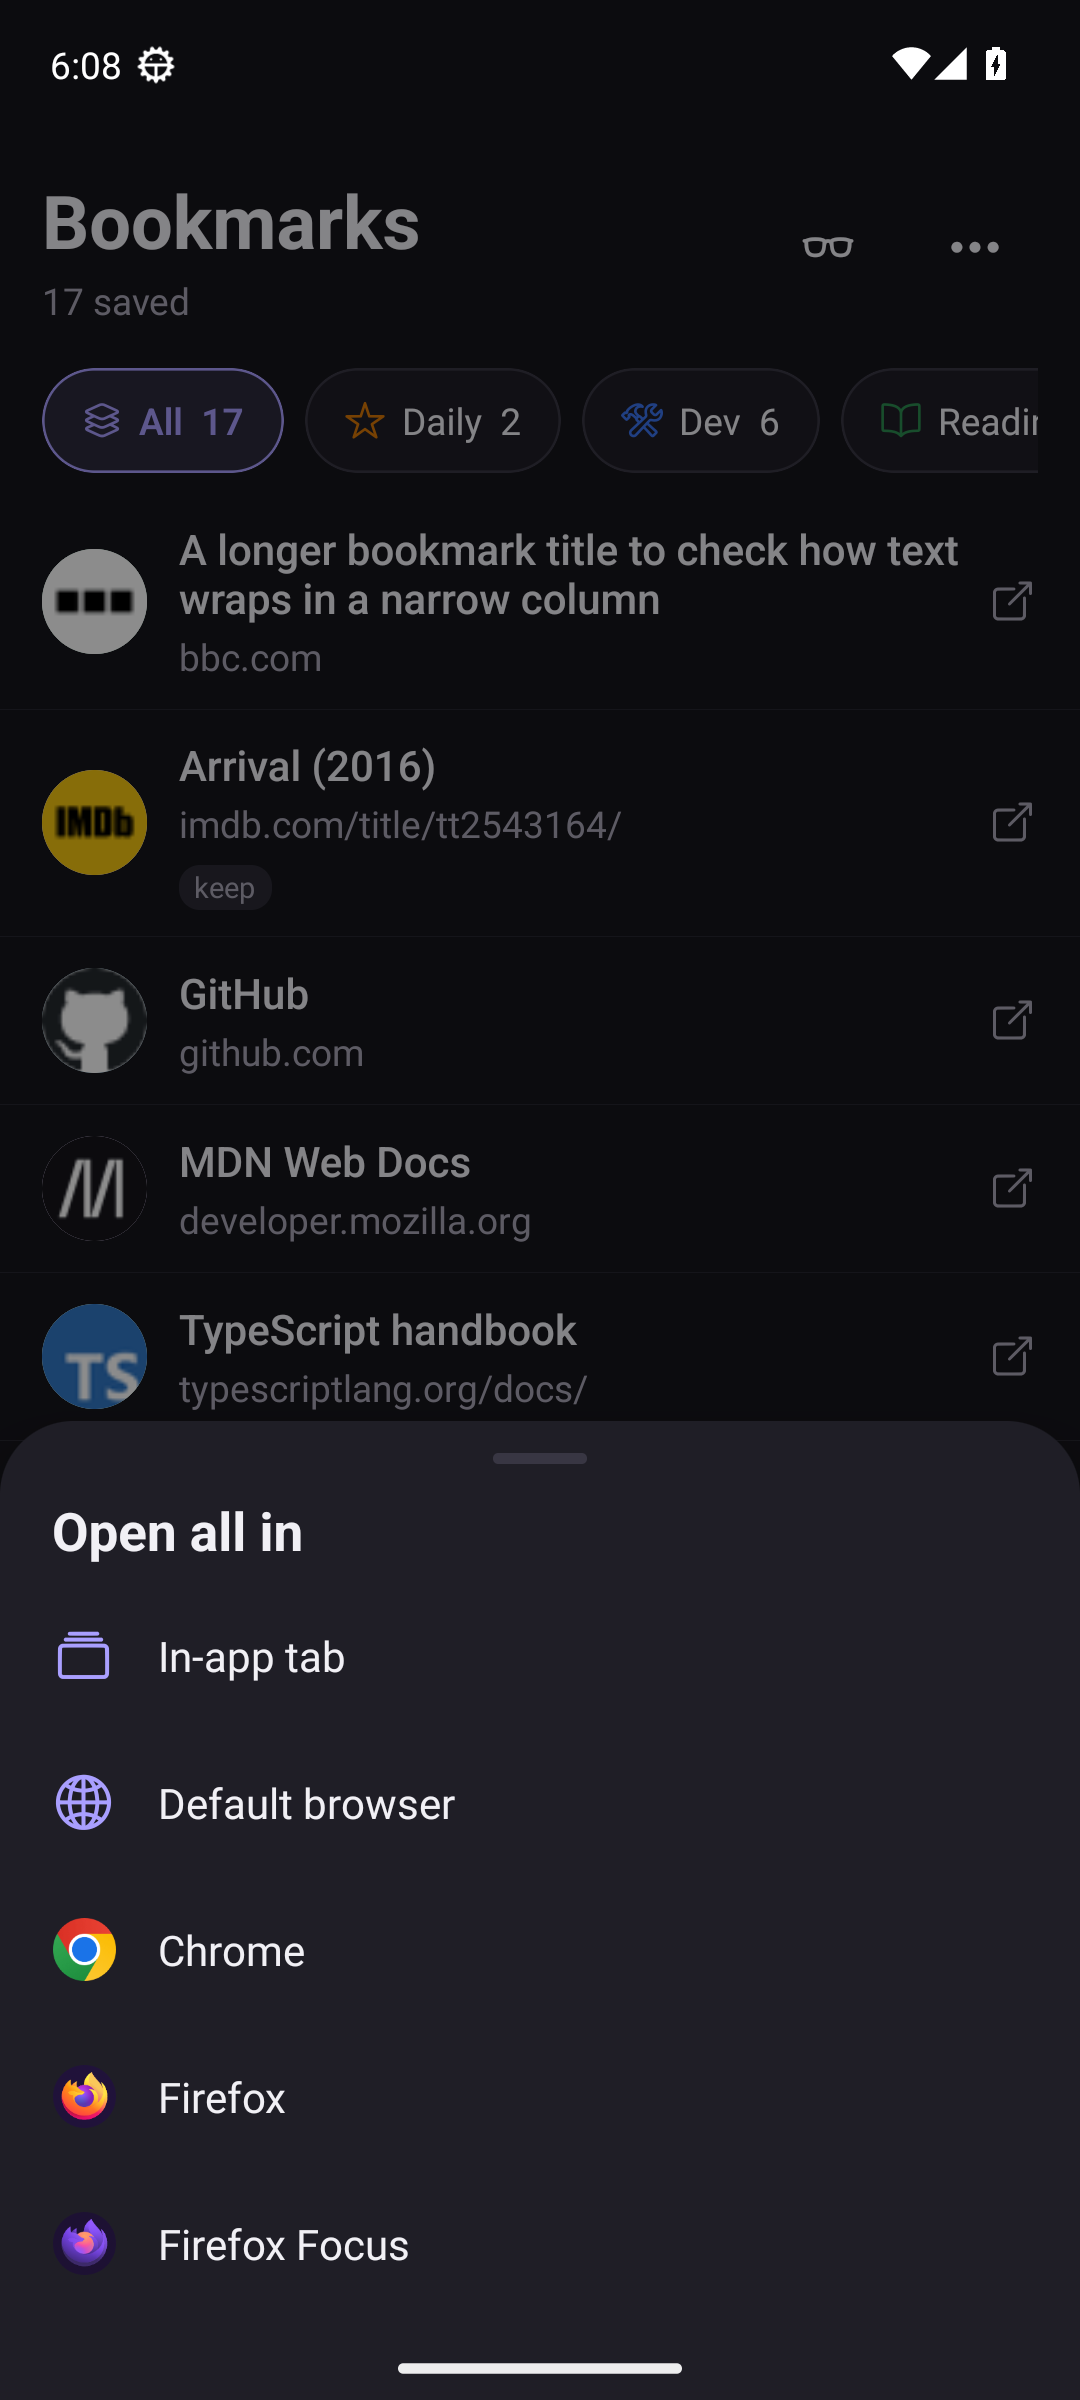 6:08
Bookmarks
17 saved
All 17
Daily 2
Dev 6
Readin
A longer bookmark title to check how text
wraps in a narrow column
bbc.com
Arrival (2016)
IMDb
imdb.com/title/tt2543164/
keep
GitHub
github.com
MDN Web Docs
developer.mozilla.org
TypeScript handbook
TS
typescriptlang.org/docs/
Open all in
In-app tab
Default browser
Chrome
Firefox
Firefox Focus